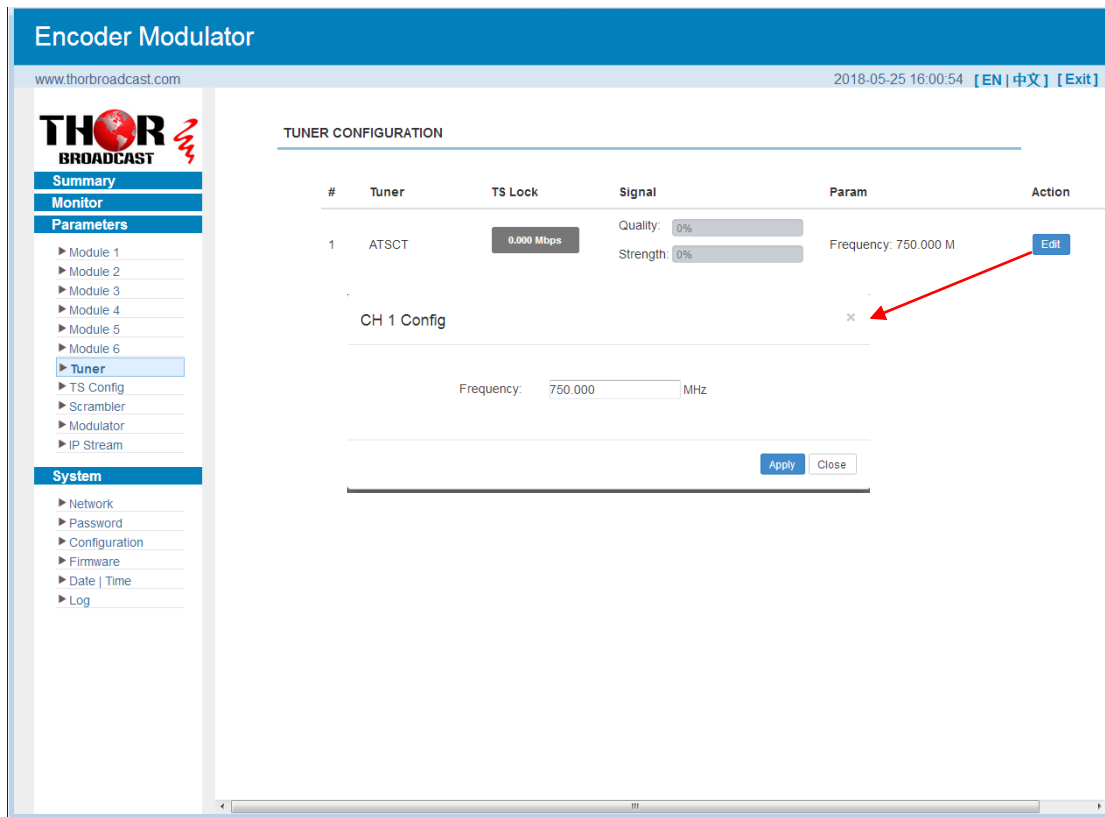 Encoder Modulator
www.thorbroadcast.com 2018-05-25 16:00:54 [ EN | 中文 ] [ Exit ]
THOR
BROADCAST
Summary
Monitor
Parameters
Module 1
Module 2
Module 3
Module 4
Module 5
Module 6
Tuner
TS Config
Scrambler
Modulator
IP Stream
System
Network
Password
Configuration
Firmware
Date | Time
Log
TUNER CONFIGURATION
# Tuner TS Lock Signal Param Action
Quality: 0%
1 ATSCT 0.000 Mbps Frequency: 750.000 M Edit
Strength: 0%
CH 1 Config ×
Frequency: 750.000 MHz
Apply Close